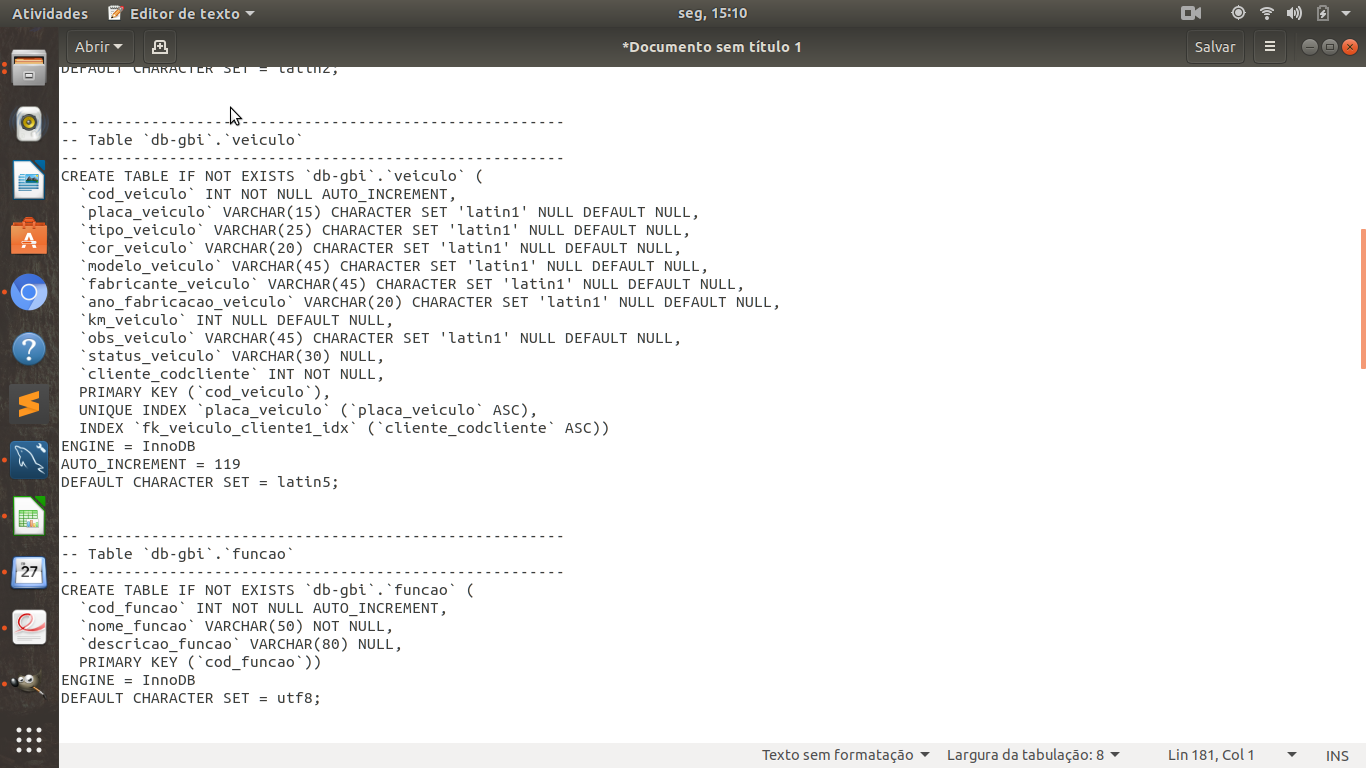 Atividades Editor de texto seg, 15∶10
Abrir *Documento sem título 1 Salvar
DEFAULT CHARACTER SET = latin2;
-- -----------------------------------------------------
-- Table `db-gbi`.`veiculo`
-- -----------------------------------------------------
CREATE TABLE IF NOT EXISTS `db-gbi`.`veiculo` (
  `cod_veiculo` INT NOT NULL AUTO_INCREMENT,
  `placa_veiculo` VARCHAR(15) CHARACTER SET 'latin1' NULL DEFAULT NULL,
  `tipo_veiculo` VARCHAR(25) CHARACTER SET 'latin1' NULL DEFAULT NULL,
  `cor_veiculo` VARCHAR(20) CHARACTER SET 'latin1' NULL DEFAULT NULL,
  `modelo_veiculo` VARCHAR(45) CHARACTER SET 'latin1' NULL DEFAULT NULL,
  `fabricante_veiculo` VARCHAR(45) CHARACTER SET 'latin1' NULL DEFAULT NULL,
  `ano_fabricacao_veiculo` VARCHAR(20) CHARACTER SET 'latin1' NULL DEFAULT NULL,
  `km_veiculo` INT NULL DEFAULT NULL,
  `obs_veiculo` VARCHAR(45) CHARACTER SET 'latin1' NULL DEFAULT NULL,
  `status_veiculo` VARCHAR(30) NULL,
  `cliente_codcliente` INT NOT NULL,
  PRIMARY KEY (`cod_veiculo`),
  UNIQUE INDEX `placa_veiculo` (`placa_veiculo` ASC),
  INDEX `fk_veiculo_cliente1_idx` (`cliente_codcliente` ASC))
ENGINE = InnoDB
AUTO_INCREMENT = 119
DEFAULT CHARACTER SET = latin5;
-- -----------------------------------------------------
-- Table `db-gbi`.`funcao`
-- -----------------------------------------------------
CREATE TABLE IF NOT EXISTS `db-gbi`.`funcao` (
  `cod_funcao` INT NOT NULL AUTO_INCREMENT,
  `nome_funcao` VARCHAR(50) NOT NULL,
  `descricao_funcao` VARCHAR(80) NULL,
  PRIMARY KEY (`cod_funcao`))
ENGINE = InnoDB
DEFAULT CHARACTER SET = utf8;
27
Texto sem formatação Largura da tabulação: 8 Lin 181, Col 1 INS